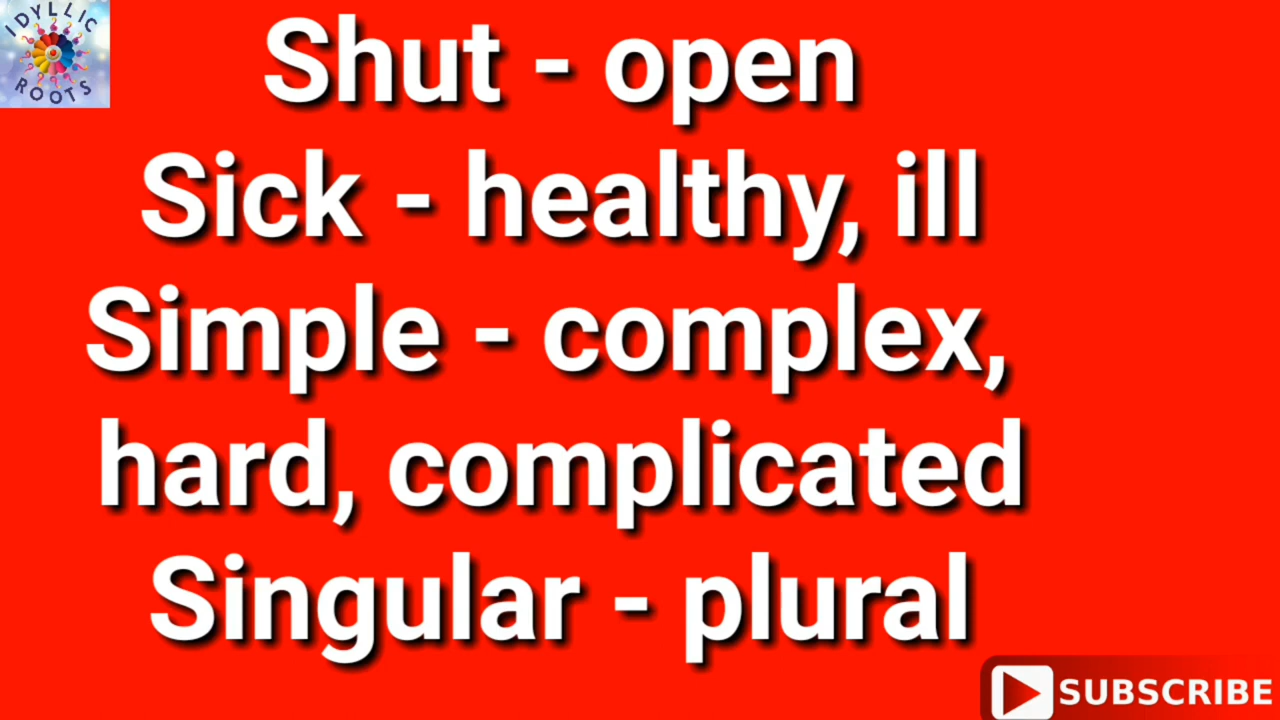 IDYLLIC
ROOTS
Shut - open
Sick - healthy, ill
Simple - complex,
hard, complicated
Singular - plural
SUBSCRIBE